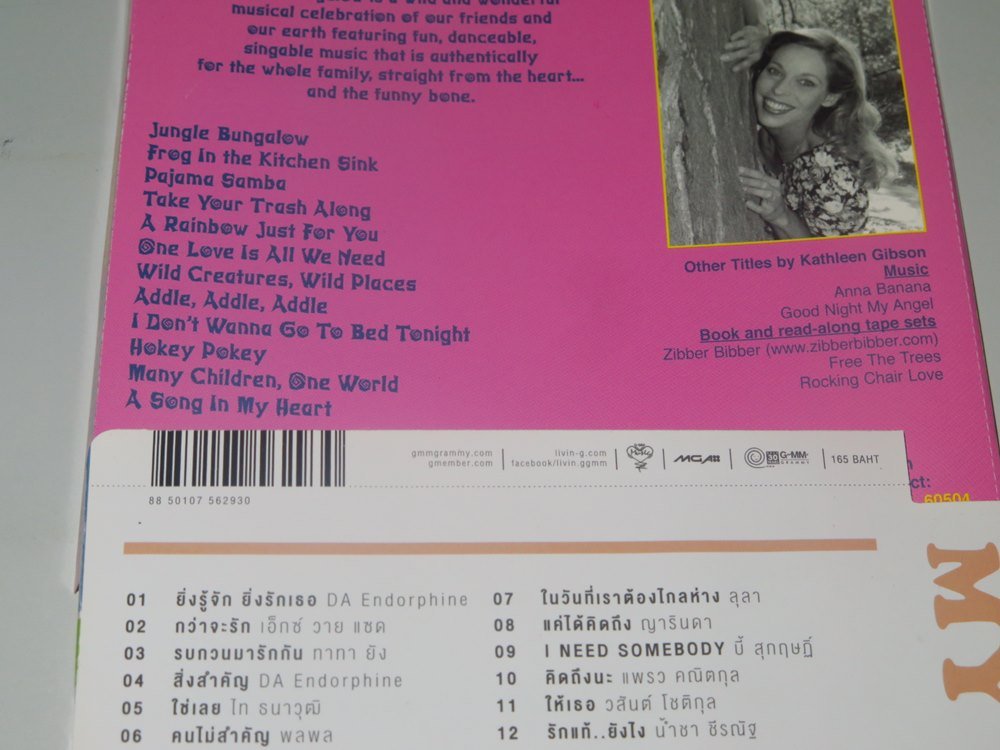 musical celebration of our friends and
our earth featuring fun, danceable,
singable music that is authentically
for the whole family, straight from the heart...
and the funny bone.
Jungle Bungalow
Frog In the Kitchen Sink
Pajama Samba
Take Your Trash Along
A Rainbow Just For You
One Love Is All We Need
Wild Creatures, Wild Places
Addle, Addle, Addle
I Don't Wanna Go To Bed Tonight
Hokey Pokey
Many Children, One World
A Song In My Heart
Other Titles by Kathleen Gibson
Music
Anna Banana
Good Night My Angel
Book and read-along tape sets
Zibber Bibber (www.zibberbibber.com)
Free The Trees
Rocking Chair Love
ct:
60504
gmmgrammy.com
gmember.com
livin-g.com
facebook/livin.ggmm
MGA
G-MM-
GRAMMY
165 BAHT
88 50107 562930
MY
01 ยิ่งรู้จัก ยิ่งรักเธอ DA Endorphine
02 กว่าจะรัก เอ็กซ์ วาย แซด
03 รบกวนมารักกัน ทาทา ยัง
04 สิ่งสำคัญ DA Endorphine
05 ใช่เลย ไท ธนาวุฒิ
06 คนไม่สำคัญ พลพล
07 ในวันที่เราต้องไกลห่าง สุลา
08 แค่ได้คิดถึง ญารินดา
09 I NEED SOMEBODY บี้ สุกฤษฎิ์
10 คิดถึงนะ แพรว คณิตกุล
11 ให้เธอ วสันต์ โชติกุล
12 รักแท้..ยังไง น้ำชา ชีรณัฐ